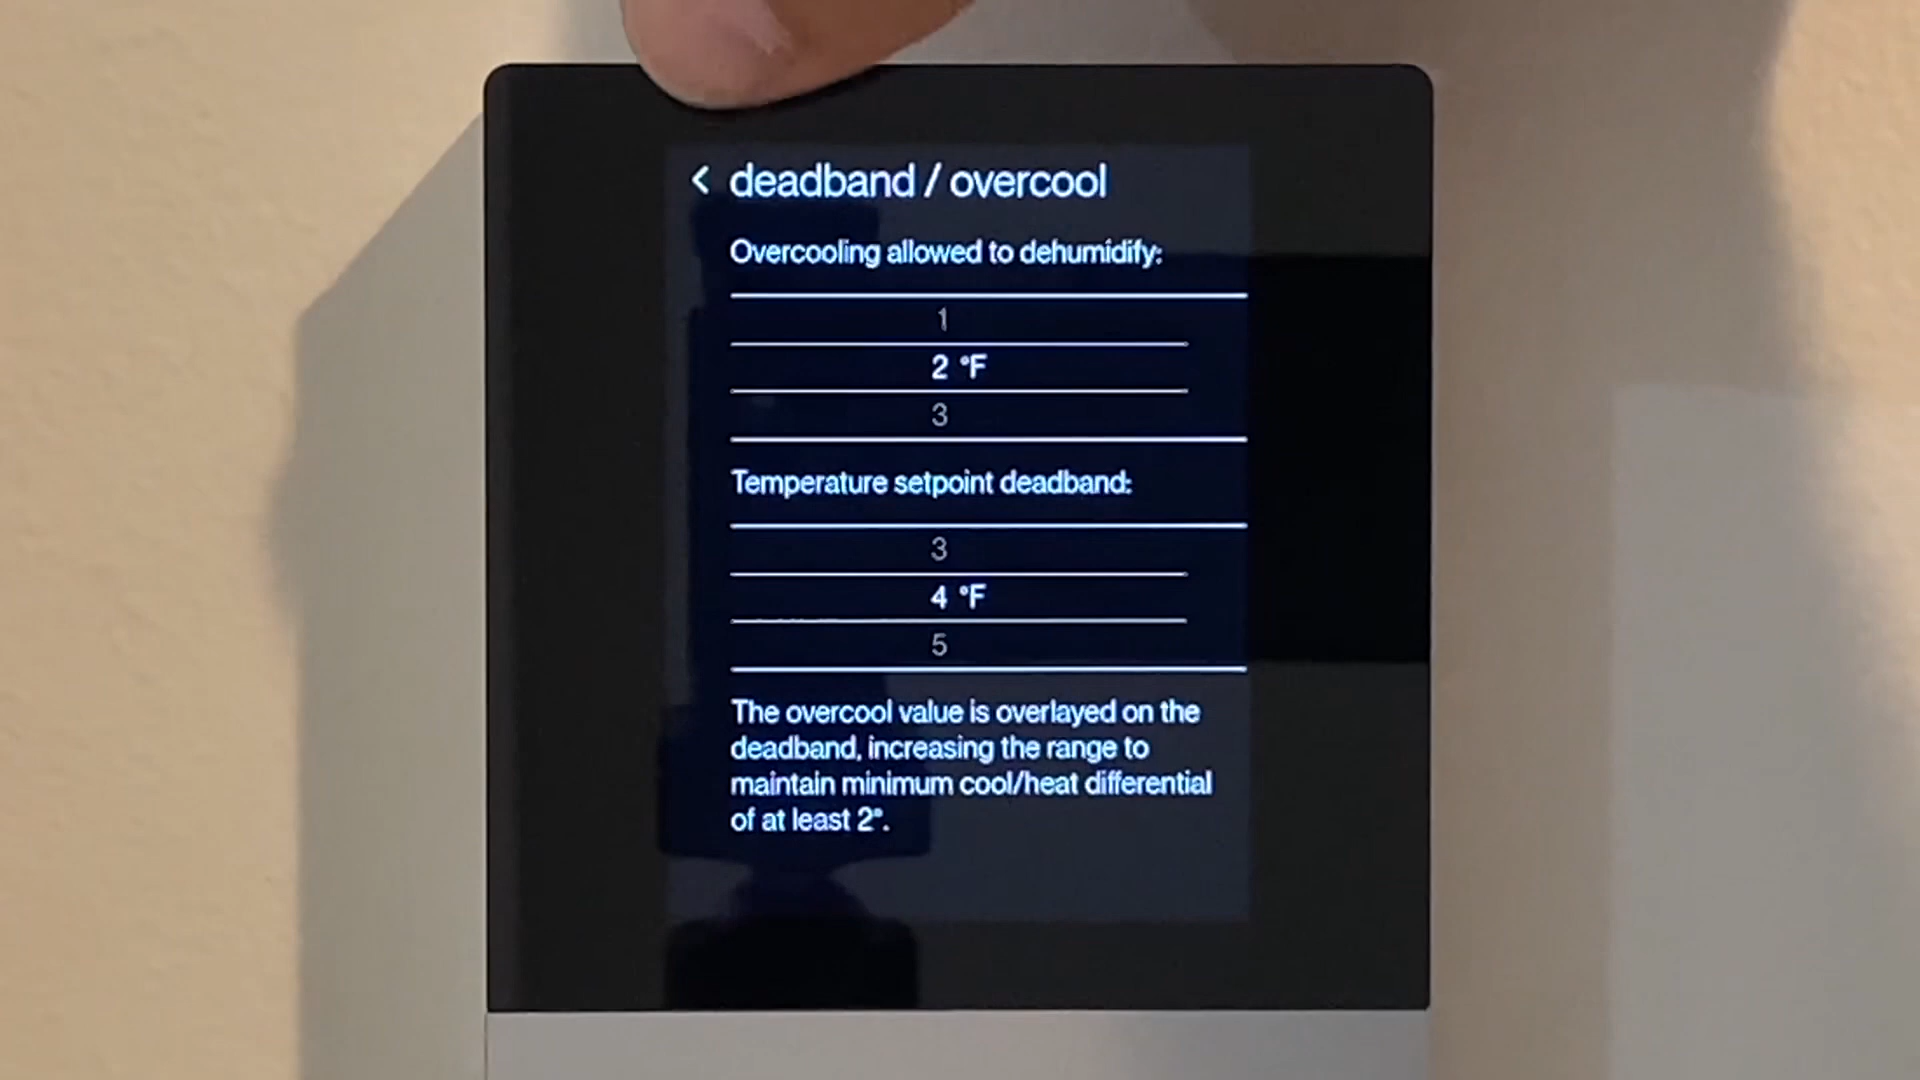 < deadband / overcool
Overcooling allowed to dehumidify:
1
2 °F
3
Temperature setpoint deadband:
3
4 °F
5
The overcool value is overlayed on the
deadband, increasing the range to
maintain minimum cool/heat differential
of at least 2°.